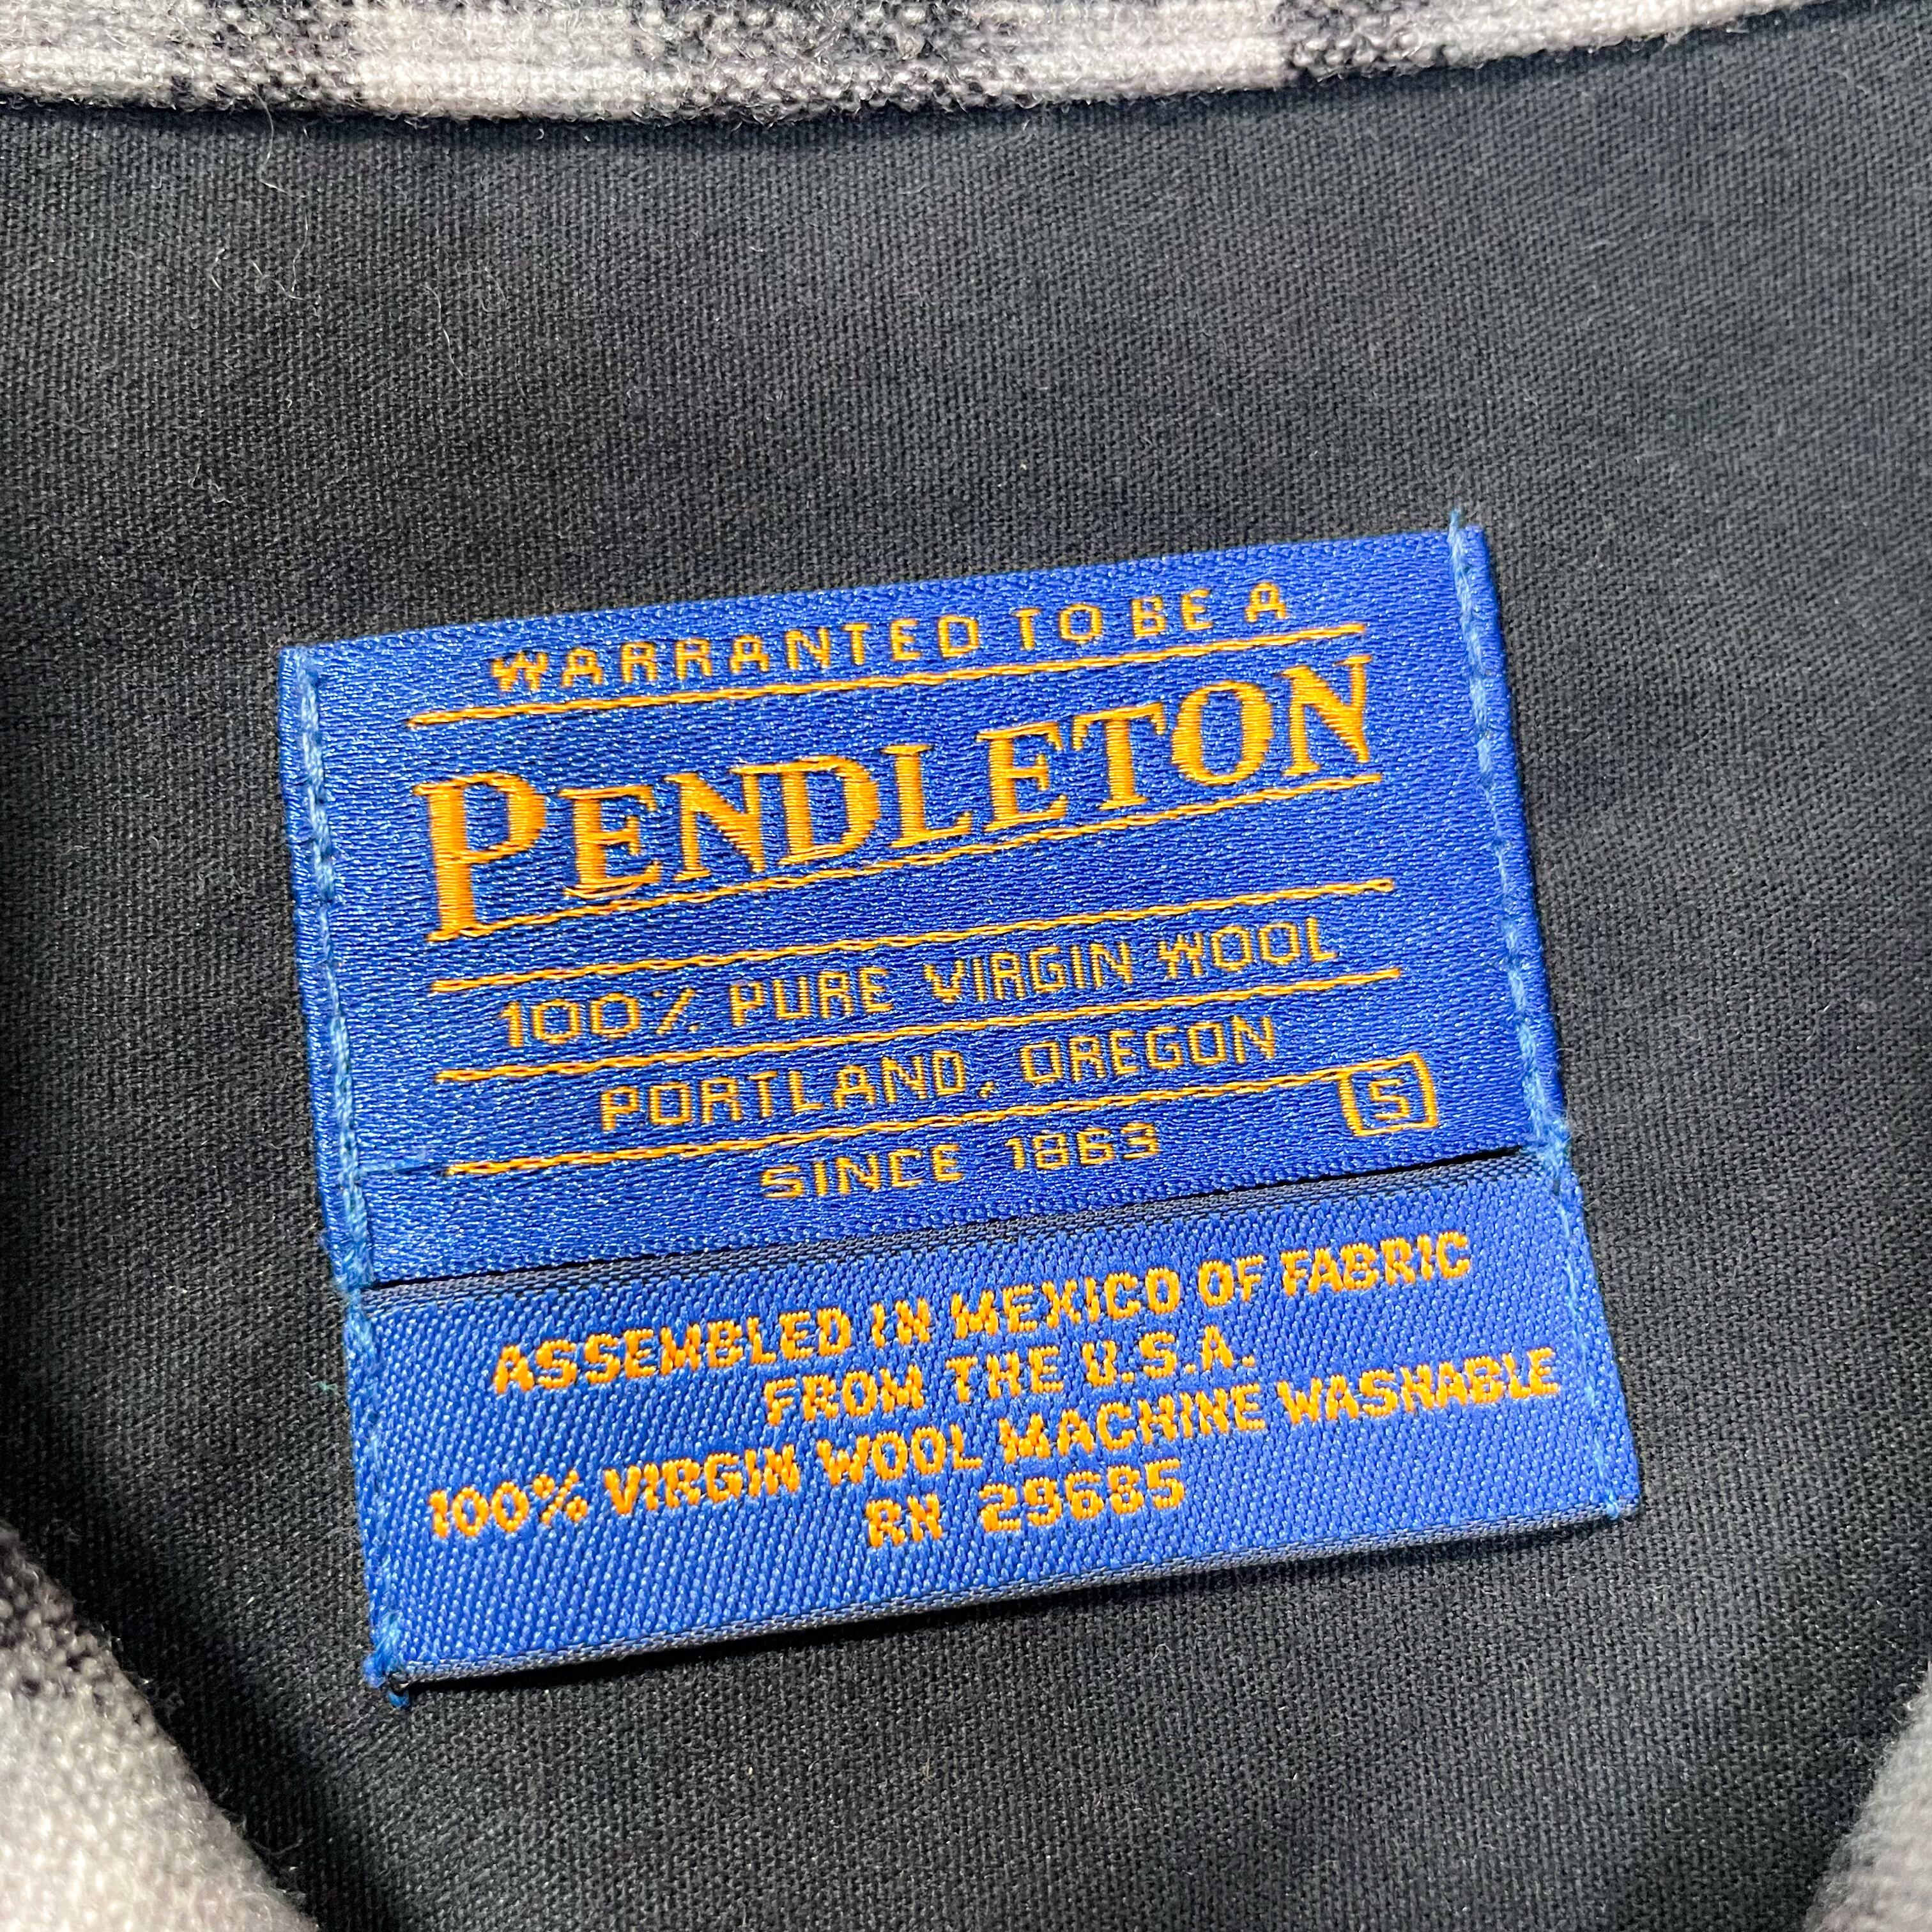 WARRANTED TO BE A
PENDLETON
100% PURE VIRGIN WOOL
PORTLAND, OREGON
S
SINCE 1863
ASSEMBLED IN MEXICO OF FABRIC
FROM THE U.S.A.
100% VIRGIN WOOL MACHINE WASHABLE
RN 29685